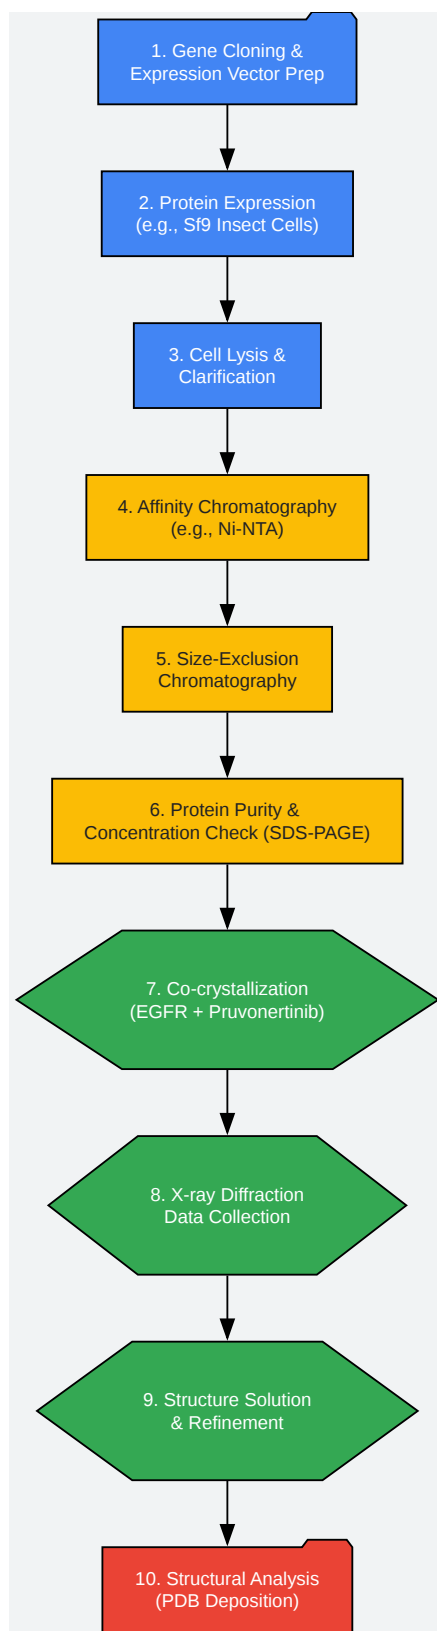 1. Gene Cloning &
Expression Vector Prep
2. Protein Expression
(e.g., Sf9 Insect Cells)
3. Cell Lysis &
Clarification
4. Affinity Chromatography
(e.g., Ni-NTA)
5. Size-Exclusion
Chromatography
6. Protein Purity &
Concentration Check (SDS-PAGE)
7. Co-crystallization
(EGFR + Pruvonertinib)
8. X-ray Diffraction
Data Collection
9. Structure Solution
& Refinement
10. Structural Analysis
(PDB Deposition)